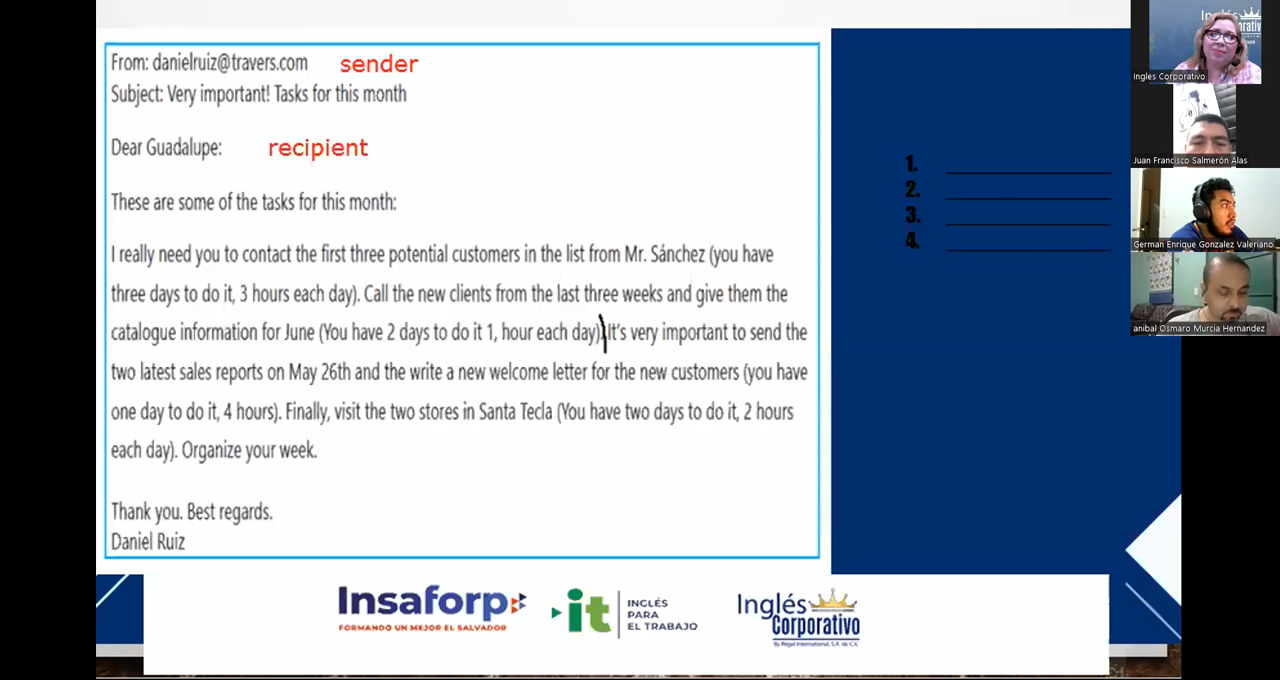 From: danielruiz@travers.com sender
Subject: Very important! Tasks for this month
Dear Guadalupe: recipient
These are some of the tasks for this month:
I really need you to contact the first three potential customers in the list from Mr. Sánchez (you have
three days to do it, 3 hours each day). Call the new clients from the last three weeks and give them the
catalogue information for June (You have 2 days to do it 1, hour each day). It's very important to send the
two latest sales reports on May 26th and the write a new welcome letter for the new customers (you have
one day to do it, 4 hours). Finally, visit the two stores in Santa Tecla (You have two days to do it, 2 hours
each day). Organize your week.
Thank you. Best regards.
Daniel Ruiz
1.
2.
3.
4.
Insaforp
FORMANDO UN MEJOR EL SALVADOR
it
INGLÉS
PARA
EL TRABAJO
Inglés
Corporativo
By Regal International, S.A. de C.V.
Ingles Corporativo
Juan Francisco Salmerón Alas
German Enrique Gonzalez Valeriano
anibal Osmaro Murcia Hernandez